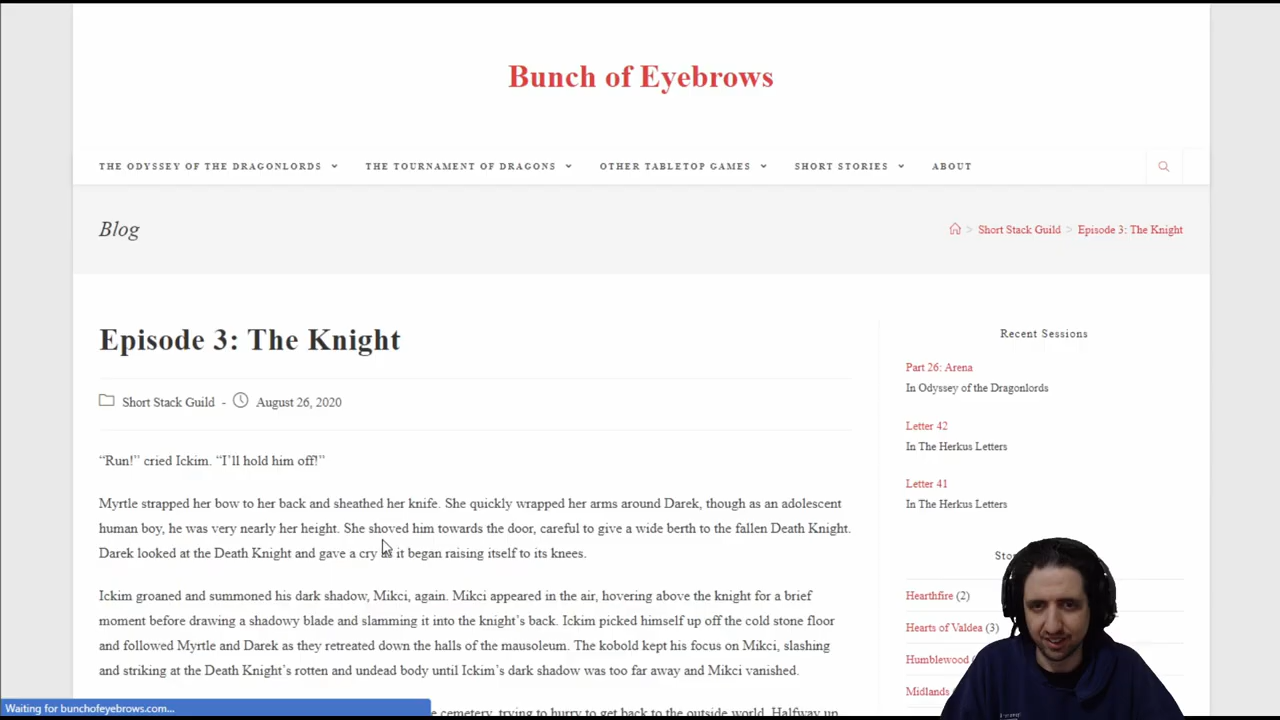 Bunch of Eyebrows
THE ODYSSEY OF THE DRAGONLORDS THE TOURNAMENT OF DRAGONS OTHER TABLETOP GAMES SHORT STORIES ABOUT
Blog
> Short Stack Guild > Episode 3: The Knight
Episode 3: The Knight
Short Stack Guild - August 26, 2020
“Run!” cried Ickim. “I’ll hold him off!”
Myrtle strapped her bow to her back and sheathed her knife. She quickly wrapped her arms around Darek, though as an adolescent
human boy, he was very nearly her height. She shoved him towards the door, careful to give a wide berth to the fallen Death Knight.
Darek looked at the Death Knight and gave a cry as it began raising itself to its knees.
Ickim groaned and summoned his dark shadow, Mikci, again. Mikci appeared in the air, hovering above the knight for a brief
moment before drawing a shadowy blade and slamming it into the knight’s back. Ickim picked himself up off the cold stone floor
and followed Myrtle and Darek as they retreated down the halls of the mausoleum. The kobold kept his focus on Mikci, slashing
and striking at the Death Knight’s rotten and undead body until Ickim’s dark shadow was too far away and Mikci vanished.
cemetery, trying to hurry to get back to the outside world. Halfway up
Recent Sessions
Part 26: Arena
In Odyssey of the Dragonlords
Letter 42
In The Herkus Letters
Letter 41
In The Herkus Letters
Hearthfire (2)
Hearts of Valdea (3)
Humblewood
Midlands
Waiting for bunchofeyebrows.com...